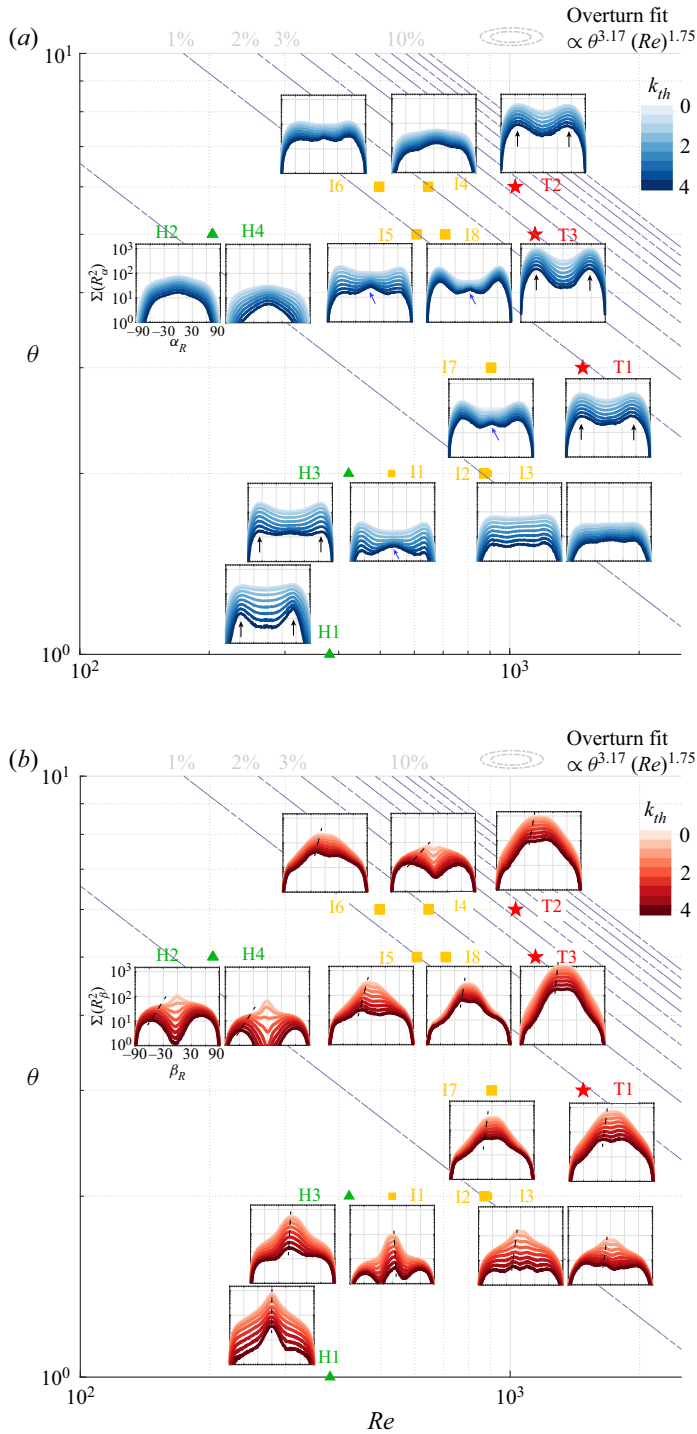 (a)
1% 2% 3% 10%
Overturn fit
∝ θ^3.17 (Re)^1.75
10^1
k_th
0
2
4
I6 I4 T2
H2 H4 I5 I8 T3
Σ(R_α^2)
10^3
10^2
10^1
10^0
−90 −30 30 90
α_R
θ
I7 T1
H3 I1 I2 I3
H1
10^0
10^2 10^3
(b)
1% 2% 3% 10%
Overturn fit
∝ θ^3.17 (Re)^1.75
10^1
k_th
0
2
4
I6 I4 T2
H2 H4 I5 I8 T3
Σ(R_β^2)
10^3
10^2
10^1
10^0
−90 −30 30 90
β_R
θ
I7 T1
H3 I1 I2 I3
H1
10^0
10^2 10^3
Re